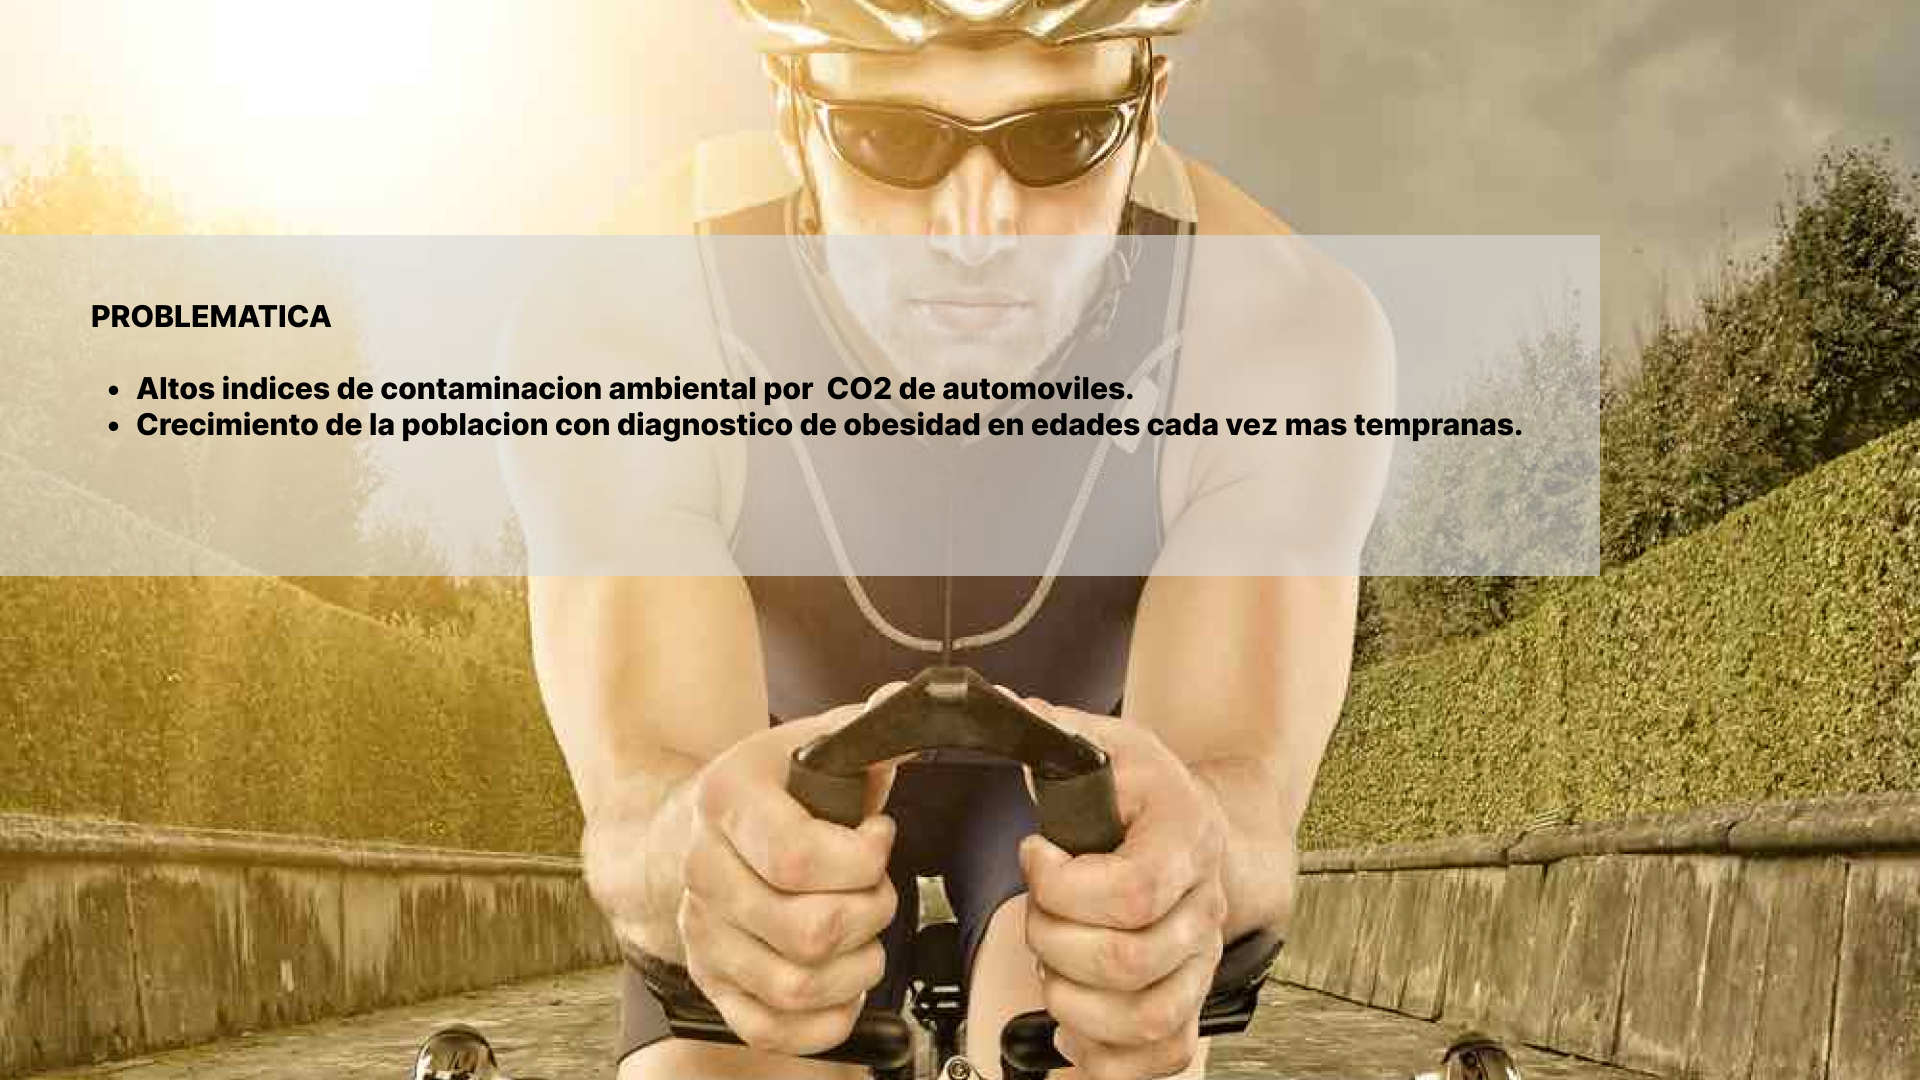 PROBLEMATICA
• Altos indices de contaminacion ambiental por  CO2 de automoviles.
• Crecimiento de la poblacion con diagnostico de obesidad en edades cada vez mas tempranas.